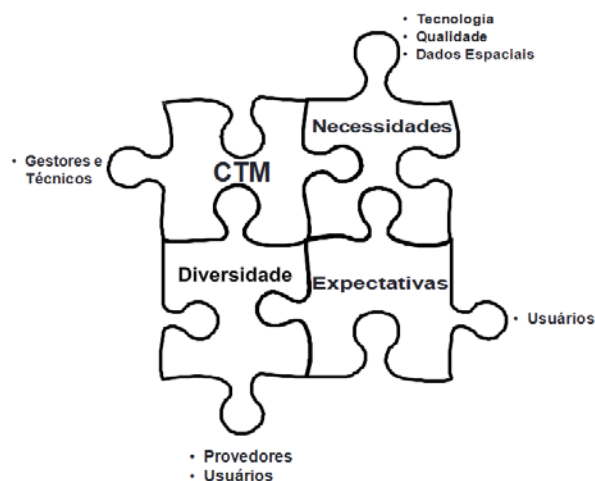 • Tecnologia
• Qualidade
• Dados Espaciais
Necessidades
• Gestores e
Técnicos
CTM
Diversidade
Expectativas
• Usuários
• Provedores
• Usuários